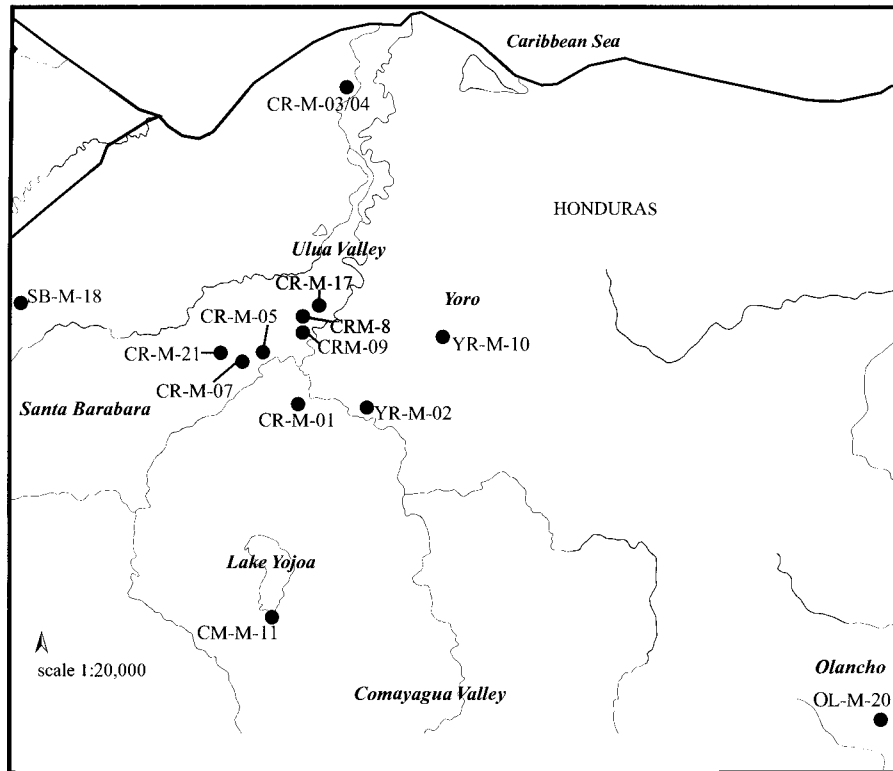 Caribbean Sea
CR-M-03/04
HONDURAS
Ulua Valley
CR-M-17
SB-M-18
Yoro
CR-M-05
CRM-8
CRM-09
YR-M-10
CR-M-21
CR-M-07
Santa Barabara
CR-M-01
YR-M-02
Lake Yojoa
CM-M-11
scale 1:20,000
Olancho
Comayagua Valley
OL-M-20